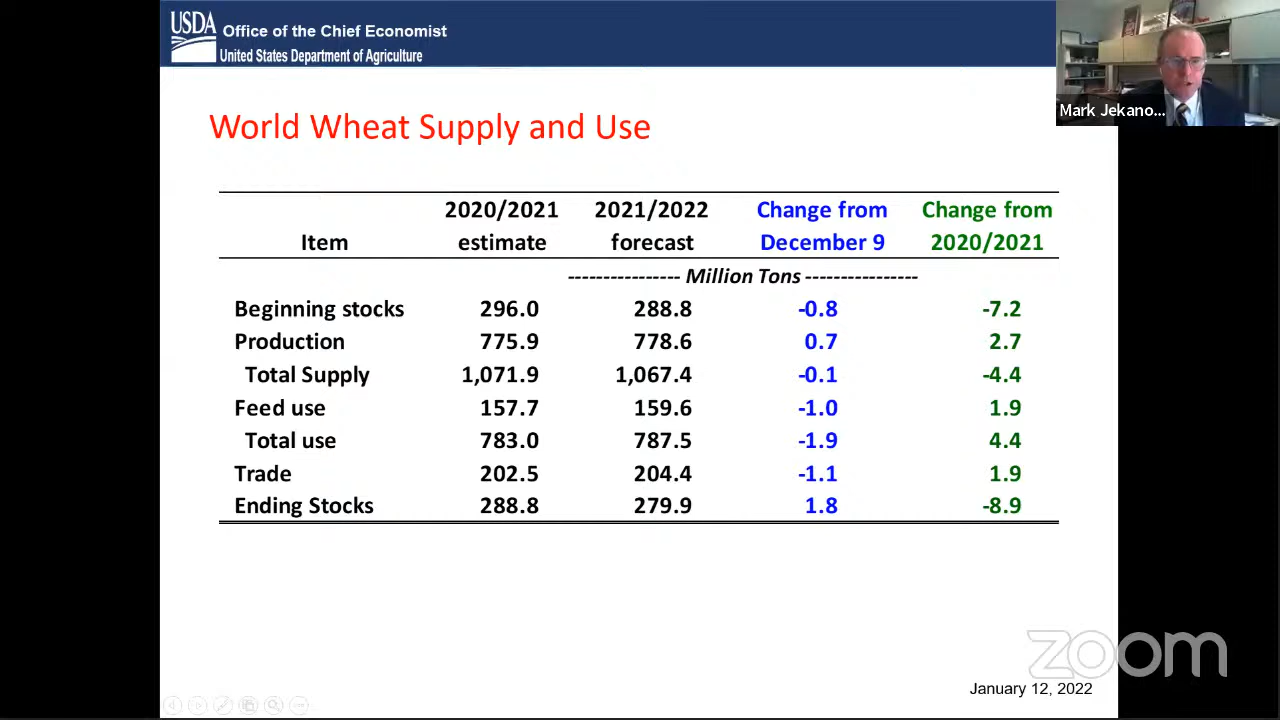 USDA Office of the Chief Economist
United States Department of Agriculture
Mark Jekano...
World Wheat Supply and Use
Item 2020/2021 estimate 2021/2022 forecast Change from December 9 Change from 2020/2021
---------------- Million Tons ----------------
Beginning stocks 296.0 288.8 -0.8 -7.2
Production 775.9 778.6 0.7 2.7
Total Supply 1,071.9 1,067.4 -0.1 -4.4
Feed use 157.7 159.6 -1.0 1.9
Total use 783.0 787.5 -1.9 4.4
Trade 202.5 204.4 -1.1 1.9
Ending Stocks 288.8 279.9 1.8 -8.9
zoom
January 12, 2022